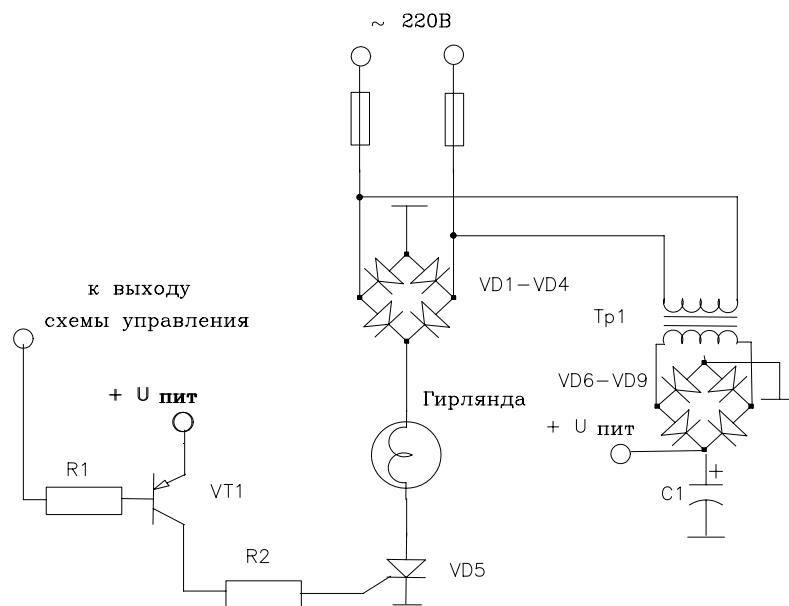 ~ 220В
VD1-VD4
к выходу
схемы управления
Тр1
VD6-VD9
+ U пит
Гирлянда
+ U пит
R1
VT1
+
C1
R2
VD5